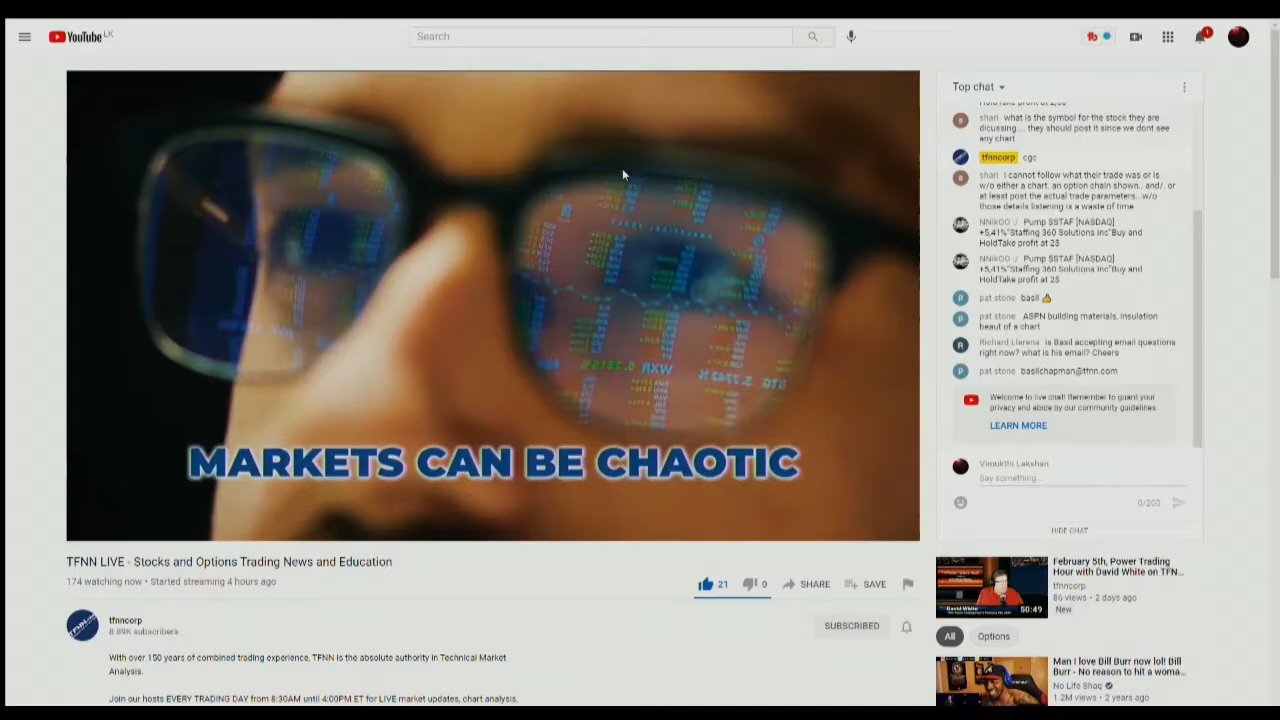 YouTube LK
Search
1
Top chat
shari what is the symbol for the stock they are
dicussing.... they should post it since we dont see
any chart
tfnncorp cgc
shari I cannot follow what their trade was or is
w/o either a chart, an option chain shown.. and/. or
at least post the actual trade parameters...w/o
those details listening is a waste of time
NNikOO :/ Pump $STAF [NASDAQ]
+5,41%"Staffing 360 Solutions Inc"Buy and
HoldTake profit at 2$
NNikOO :/ Pump $STAF [NASDAQ]
+5,41%"Staffing 360 Solutions Inc"Buy and
HoldTake profit at 2$
pat stone basil
pat stone ASPN building materials, insulation
beaut of a chart
Richard Llerena is Basil accepting email questions
right now? what is his email? Cheers
pat stone basilchapman@tfnn.com
Welcome to live chat! Remember to guard your
privacy and abide by our community guidelines.
LEARN MORE
Virnukthi Lakshan
Say something...
0/200
HIDE CHAT
MARKETS CAN BE CHAOTIC
TFNN LIVE - Stocks and Options Trading News and Education
174 watching now • Started streaming 4 hours ago
21 0 SHARE SAVE
tfnncorp
8.89K subscribers
SUBSCRIBED
With over 150 years of combined trading experience, TFNN is the absolute authority in Technical Market
Analysis.
Join our hosts EVERY TRADING DAY from 8:30AM until 4:00PM ET for LIVE market updates, chart analysis,
February 5th, Power Trading
Hour with David White on TFN...
tfnncorp
86 views • 2 days ago
New
David White
50:49
All Options
Man I love Bill Burr now lol! Bill
Burr - No reason to hit a woma...
No Life Shaq
1.2M views • 2 years ago